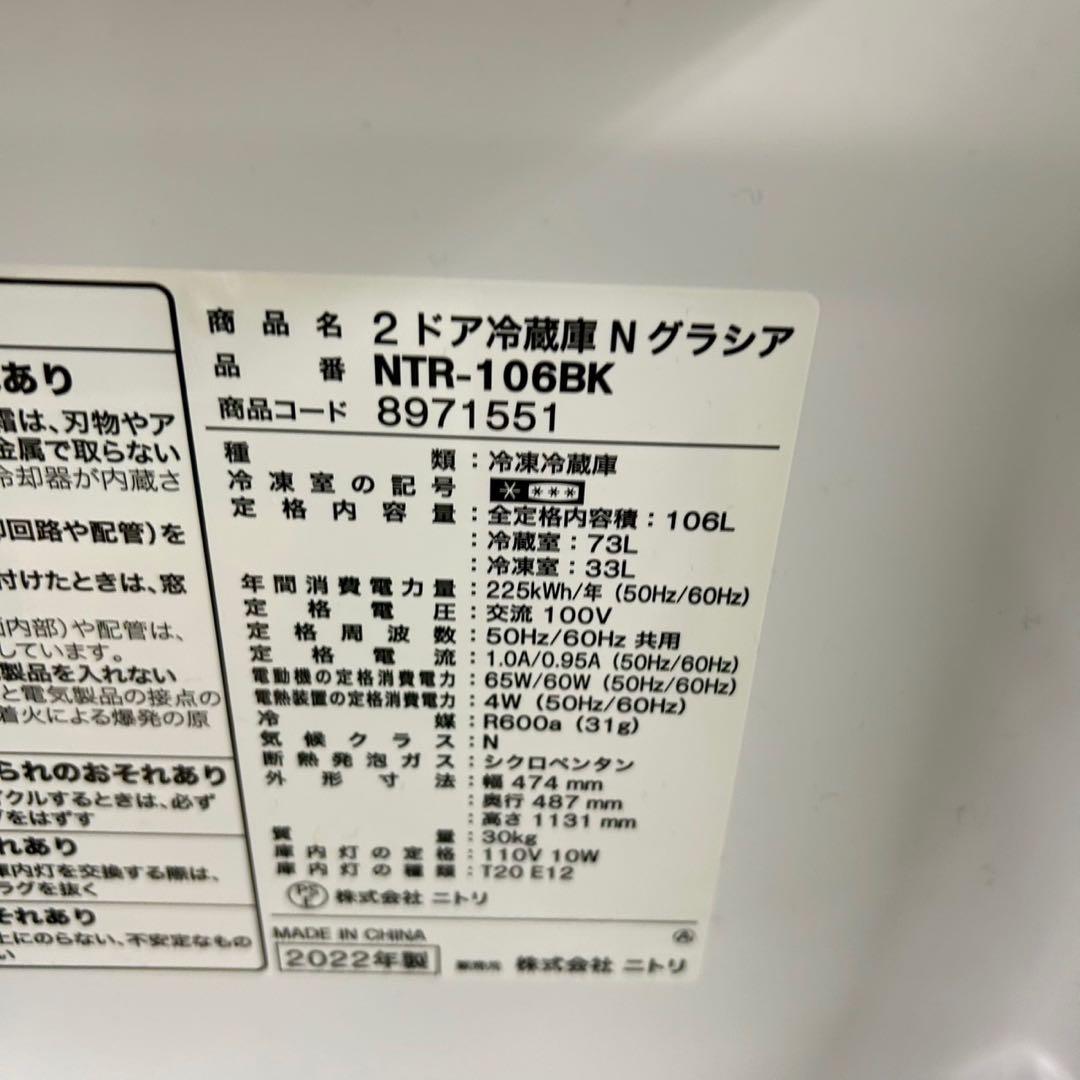 れあり
霜は、刃物やア
金属で取らない
冷却器が内蔵さ
却回路や配管)を
付けたときは、窓
内部)や配管は、
しています。
製品を入れない
と電気製品の接点の
着火による爆発の原
られのおそれあり
イクルするときは、必ず
グをはずす
れあり
庫内灯を交換する際は、
ラグを抜く
それあり
上にのらない、不安定なもの
い
商品名 2ドア冷蔵庫 N グラシア
品番 NTR-106BK
商品コード 8971551
種類:冷凍冷蔵庫
冷凍室の記号 * ***
定格内容量:全定格内容積:106L
:冷蔵室:73L
:冷凍室:33L
年間消費電力量:225kWh/年 (50Hz/60Hz)
定格電圧:交流 100V
定格周波数:50Hz/60Hz 共用
定格電流:1.0A/0.95A (50Hz/60Hz)
電動機の定格消費電力:65W/60W (50Hz/60Hz)
電熱装置の定格消費電力:4W (50Hz/60Hz)
冷媒:R600a (31g)
気候クラス:N
断熱発泡ガス:シクロペンタン
外形寸法:幅 474 mm
:奥行 487 mm
:高さ 1131 mm
質量:30kg
庫内灯の定格:110V 10W
庫内灯の種類:T20 E12
PSE 株式会社 ニトリ
MADE IN CHINA A
2022年製 株式会社 ニトリ